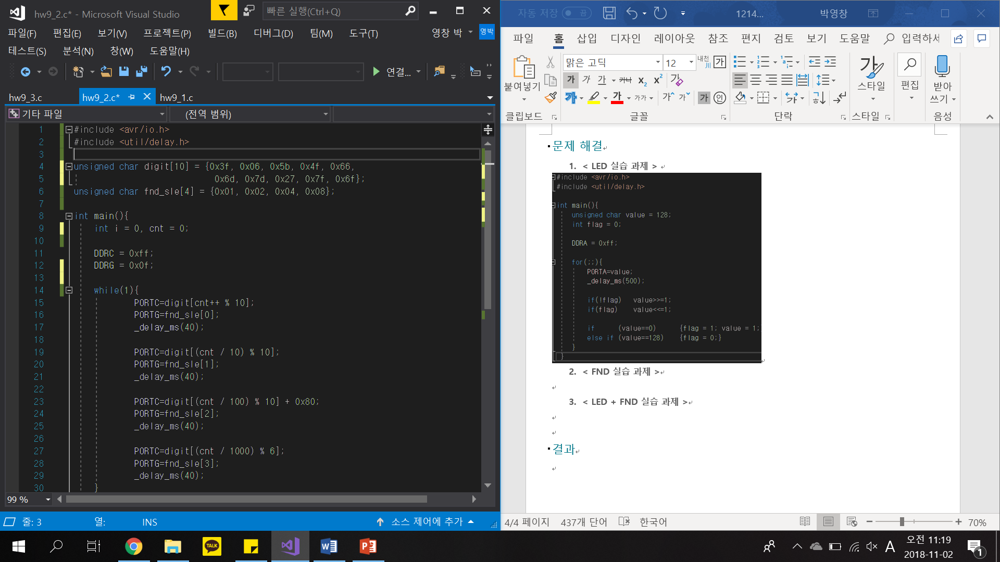 hw9_2.c* - Microsoft Visual Studio
빠른 실행(Ctrl+Q)
파일(F) 편집(E) 보기(V) 프로젝트(P) 빌드(B) 디버그(D) 팀(M) 도구(T) 영창 박 영박
테스트(S) 분석(N) 창(W) 도움말(H)
연결...
hw9_3.c hw9_2.c* hw9_1.c
기타 파일 (전역 범위)
1 #include <avr/io.h>
2 #include <util/delay.h>
3
4 unsigned char digit[10] = {0x3f, 0x06, 0x5b, 0x4f, 0x66,
5 0x6d, 0x7d, 0x27, 0x7f, 0x6f};
6 unsigned char fnd_sle[4] = {0x01, 0x02, 0x04, 0x08};
7
8 int main(){
9 int i = 0, cnt = 0;
10
11 DDRC = 0xff;
12 DDRG = 0x0f;
13
14 while(1){
15 PORTC=digit[cnt++ % 10];
16 PORTG=fnd_sle[0];
17 _delay_ms(40);
18
19 PORTC=digit[(cnt / 10) % 10];
20 PORTG=fnd_sle[1];
21 _delay_ms(40);
22
23 PORTC=digit[(cnt / 100) % 10] + 0x80;
24 PORTG=fnd_sle[2];
25 _delay_ms(40);
26
27 PORTC=digit[(cnt / 1000) % 6];
28 PORTG=fnd_sle[3];
29 _delay_ms(40);
30 }
99 %
줄: 3 열: INS 소스 제어에 추가
자동 저장 끔 1214... 박영창
파일 홈 삽입 디자인 레이아웃 참조 편지 검토 보기 도움말 입력하세
붙여넣기
클립보드
맑은 고딕 12 내천 川 가
가 가 가 가나 x₂ x² 가
가 가 가가 가 가 가 인
글꼴
단락
가
스타일
스타일
편집
받아
쓰기
음성
문제 해결
1. < LED 실습 과제 >
#include <avr/io.h>
#include <util/delay.h>
int main(){
unsigned char value = 128;
int flag = 0;
DDRA = 0xff;
for(;;){
PORTA=value;
_delay_ms(500);
if(!flag) value>>=1;
if(flag) value<<=1;
if (value==0) {flag = 1; value = 1;
else if (value==128) {flag = 0;}
}
}
2. < FND 실습 과제 >
3. < LED + FND 실습 과제 >
결과
4/4 페이지 437개 단어 한국어 70%
TALK
A
오전 11:19
2018-11-02
1